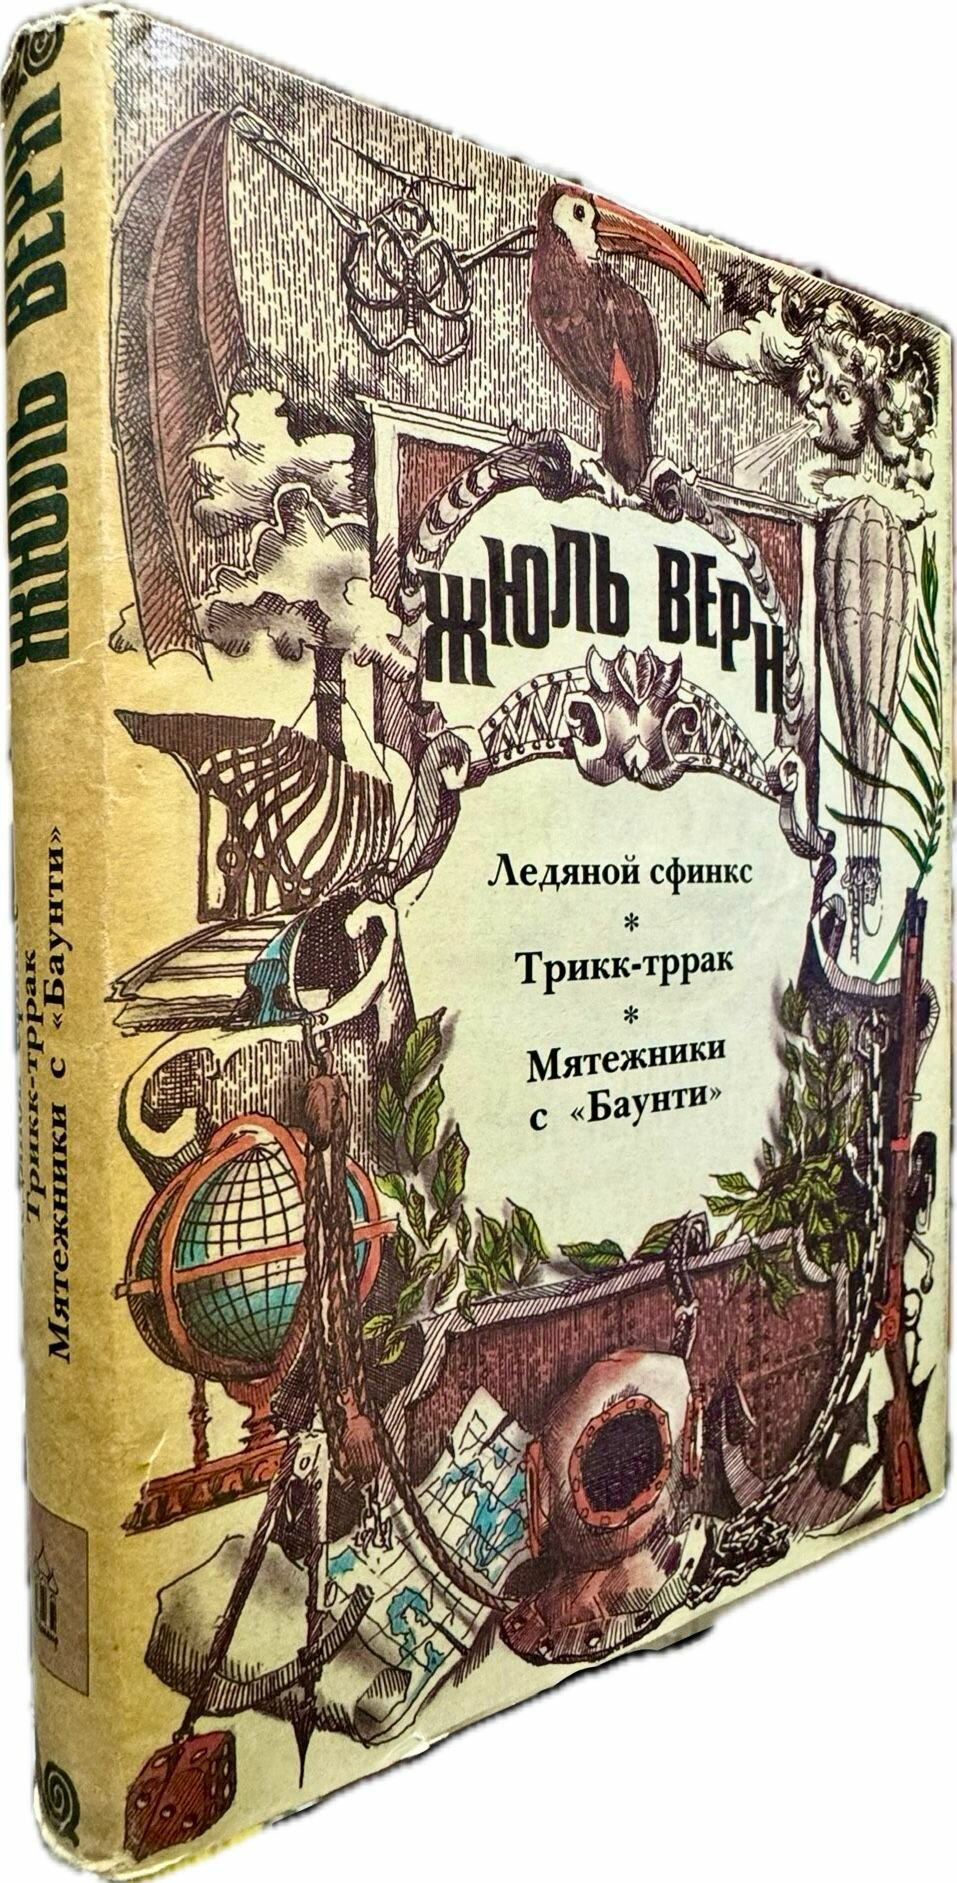 ЖЮЛЬ ВЕРН
Трикк-тррак
Мятежники с «Баунти»
ЖЮЛЬ ВЕРН
Ледяной сфинкс
*
Трикк-тррак
*
Мятежники
с «Баунти»